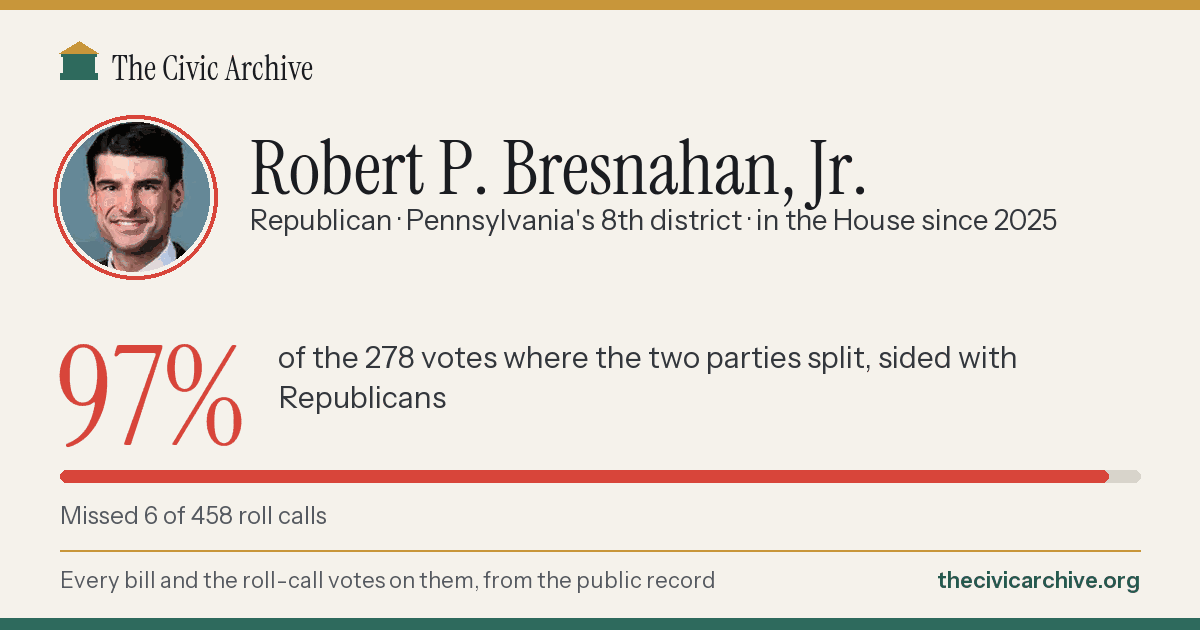 The Civic Archive
Robert P. Bresnahan, Jr.
Republican · Pennsylvania's 8th district · in the House since 2025
97%
of the 278 votes where the two parties split, sided with
Republicans
Missed 6 of 458 roll calls
Every bill and the roll-call votes on them, from the public record
thecivicarchive.org